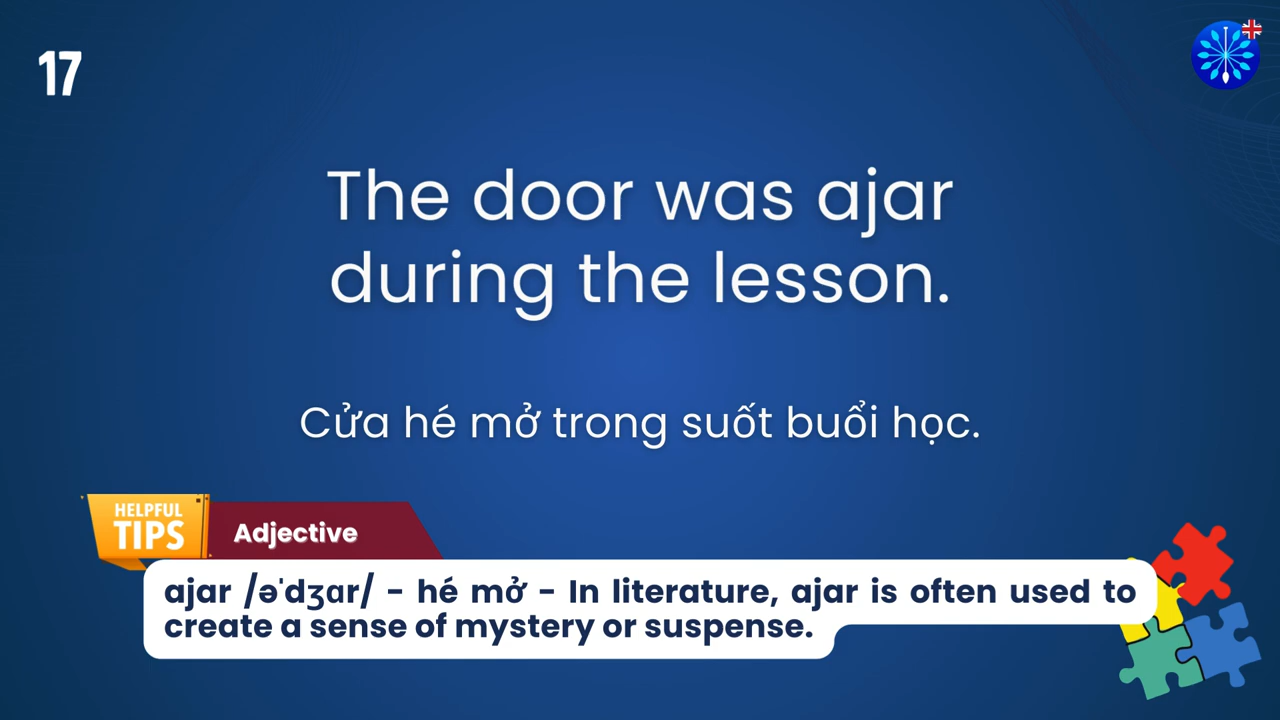 17
The door was ajar
during the lesson.
Cửa hé mở trong suốt buổi học.
HELPFUL
TIPS
Adjective
ajar /əˈdʒɑr/ - hé mở - In literature, ajar is often used to
create a sense of mystery or suspense.